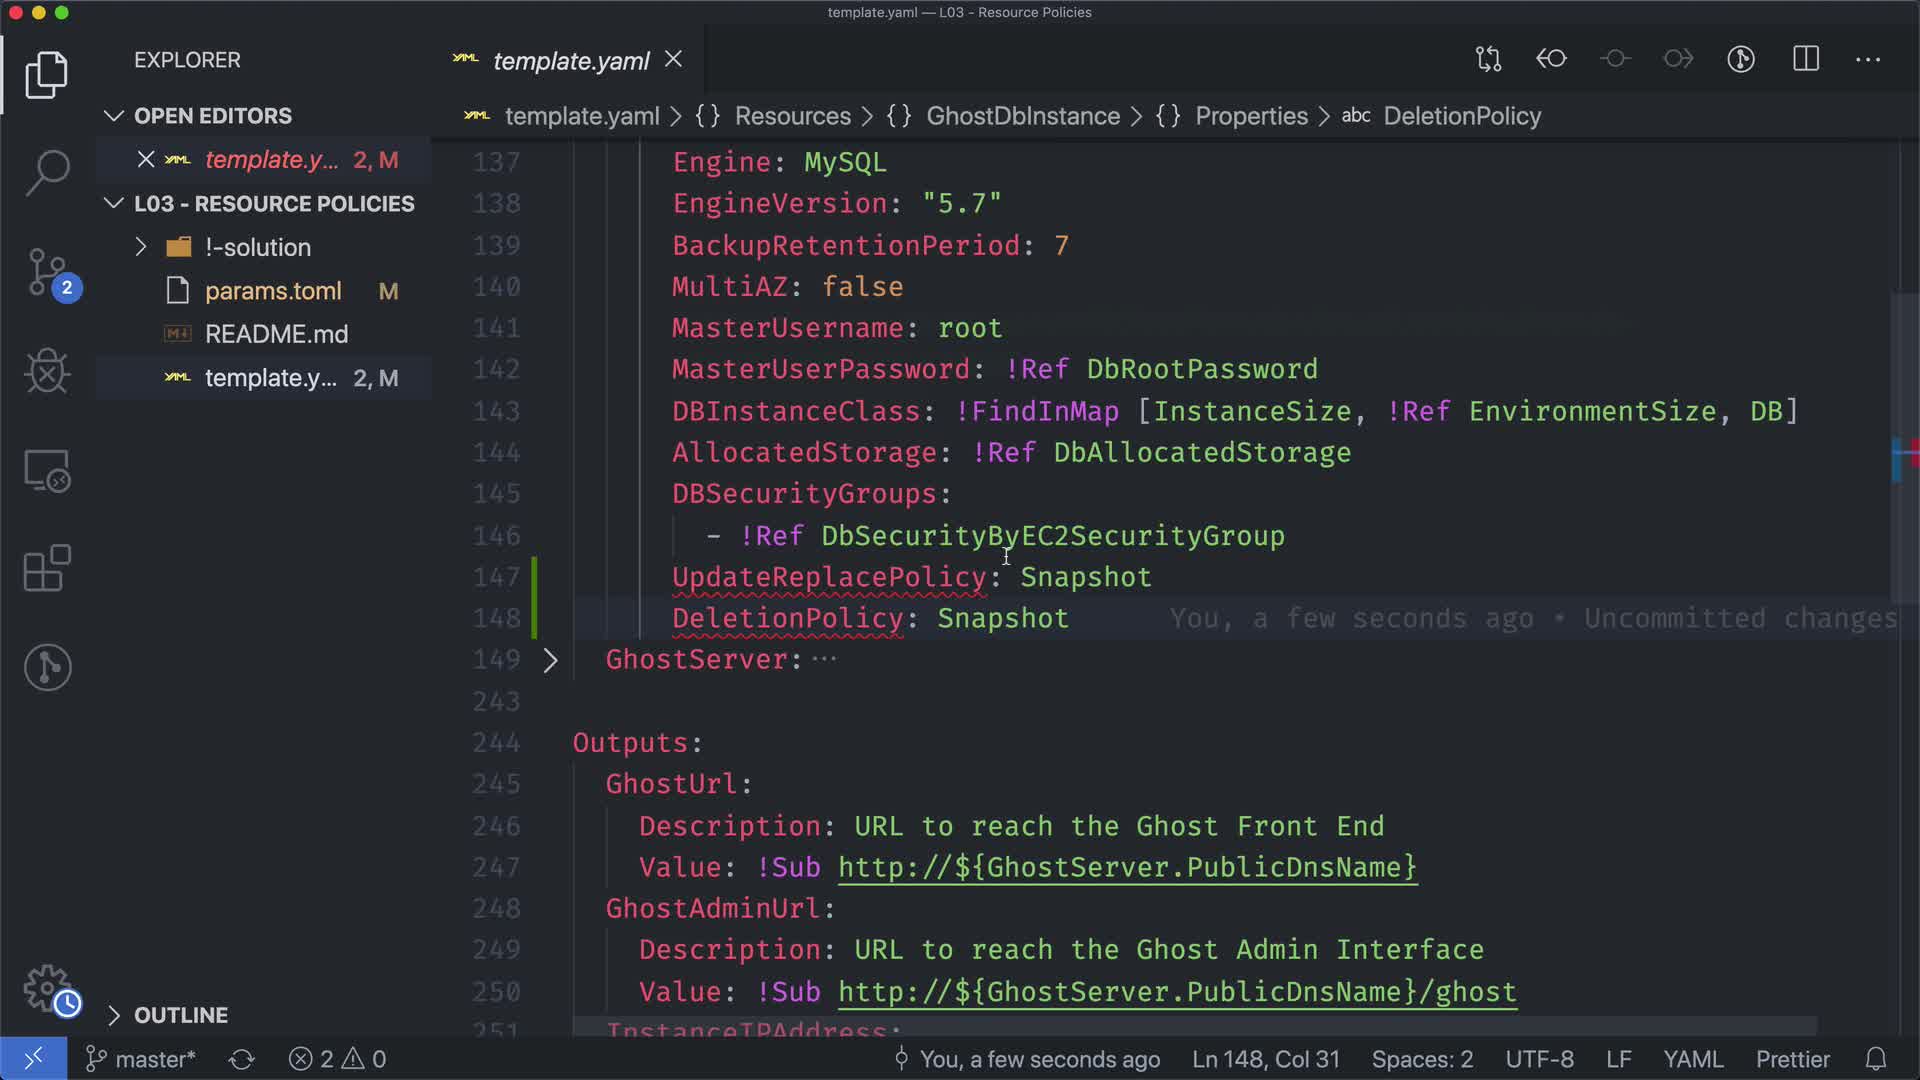 template.yaml — L03 - Resource Policies
EXPLORER
template.yaml
OPEN EDITORS
template.yaml > {} Resources > {} GhostDbInstance > {} Properties > abc DeletionPolicy
template.y... 2, M
L03 - RESOURCE POLICIES
!-solution
params.toml M
README.md
template.y... 2, M
137 Engine: MySQL
138 EngineVersion: "5.7"
139 BackupRetentionPeriod: 7
140 MultiAZ: false
141 MasterUsername: root
142 MasterUserPassword: !Ref DbRootPassword
143 DBInstanceClass: !FindInMap [InstanceSize, !Ref EnvironmentSize, DB]
144 AllocatedStorage: !Ref DbAllocatedStorage
145 DBSecurityGroups:
146 - !Ref DbSecurityByEC2SecurityGroup
147 UpdateReplacePolicy: Snapshot
148 DeletionPolicy: Snapshot You, a few seconds ago • Uncommitted changes
149 GhostServer: ...
243
244 Outputs:
245 GhostUrl:
246 Description: URL to reach the Ghost Front End
247 Value: !Sub http://${GhostServer.PublicDnsName}
248 GhostAdminUrl:
249 Description: URL to reach the Ghost Admin Interface
250 Value: !Sub http://${GhostServer.PublicDnsName}/ghost
251 InstanceIPAddress:
2
OUTLINE
master* 2 0 You, a few seconds ago Ln 148, Col 31 Spaces: 2 UTF-8 LF YAML Prettier